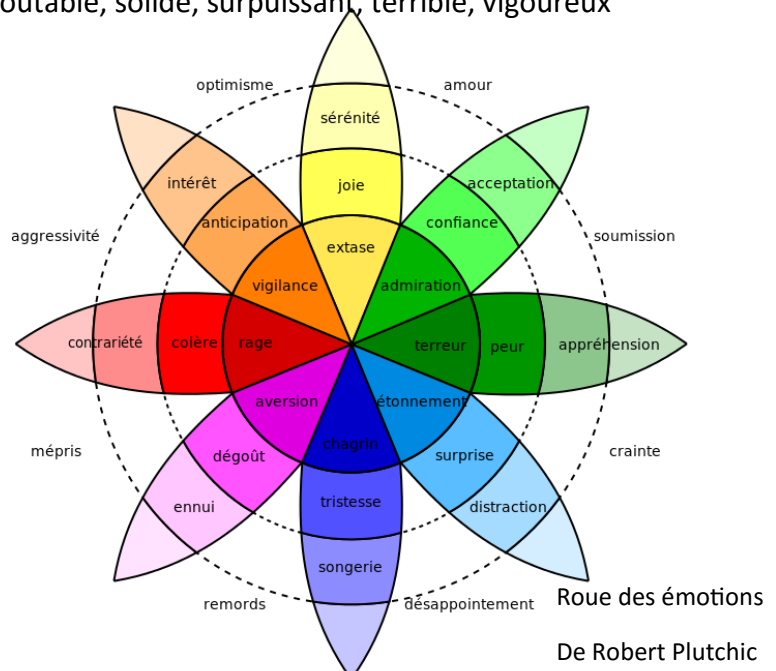 outable, solide, surpuissant, terrible, vigoureux
optimisme
amour
sérénité
intérêt
joie
acceptation
anticipation
confiance
aggressivité
soumission
extase
vigilance
admiration
contrariété
colère
rage
terreur
peur
appréhension
aversion
étonnement
chagrin
mépris
dégoût
surprise
crainte
ennui
tristesse
distraction
songerie
remords
désappointement
Roue des émotions
De Robert Plutchic